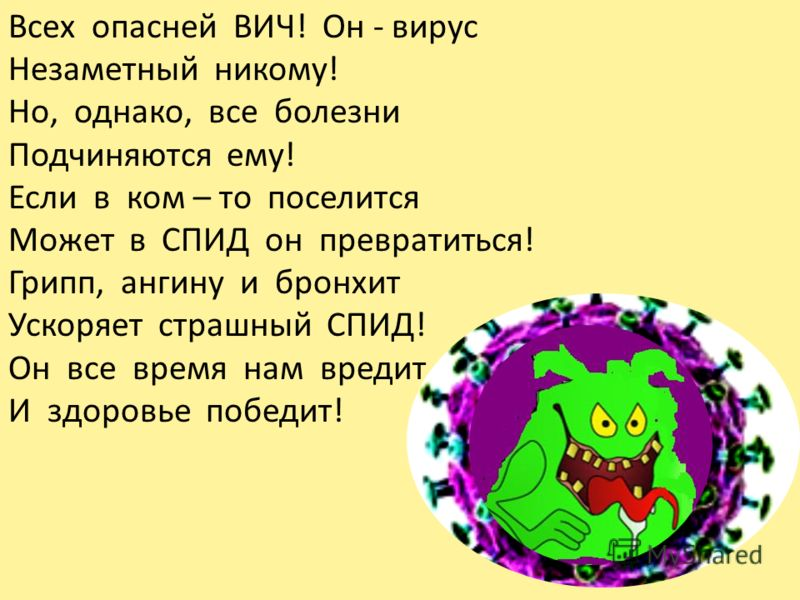 Всех опасней ВИЧ! Он - вирус
Незаметный никому!
Но, однако, все болезни
Подчиняются ему!
Если в ком – то поселится
Может в СПИД он превратиться!
Грипп, ангину и бронхит
Ускоряет страшный СПИД!
Он все время нам вредит
И здоровье победит!
MyShared